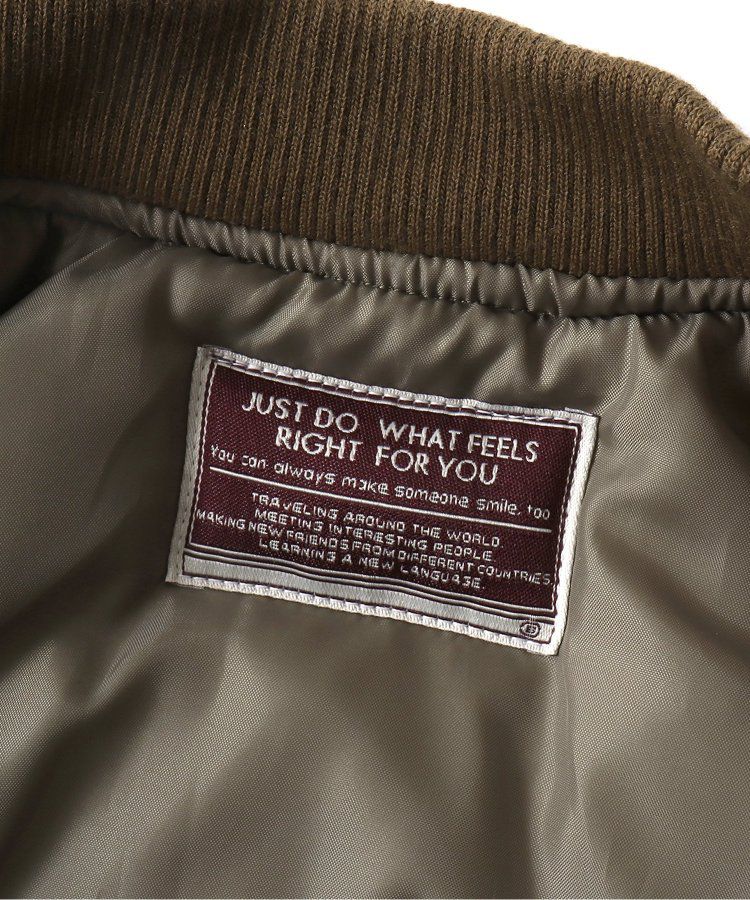 JUST DO WHAT FEELS
RIGHT FOR YOU
You can always make someone smile, too
TRAVELING AROUND THE WORLD
MEETING INTERESTING PEOPLE
MAKING NEW FRIENDS FROM DIFFERENT COUNTRIES.
LEARNING A NEW LANGUAGE.